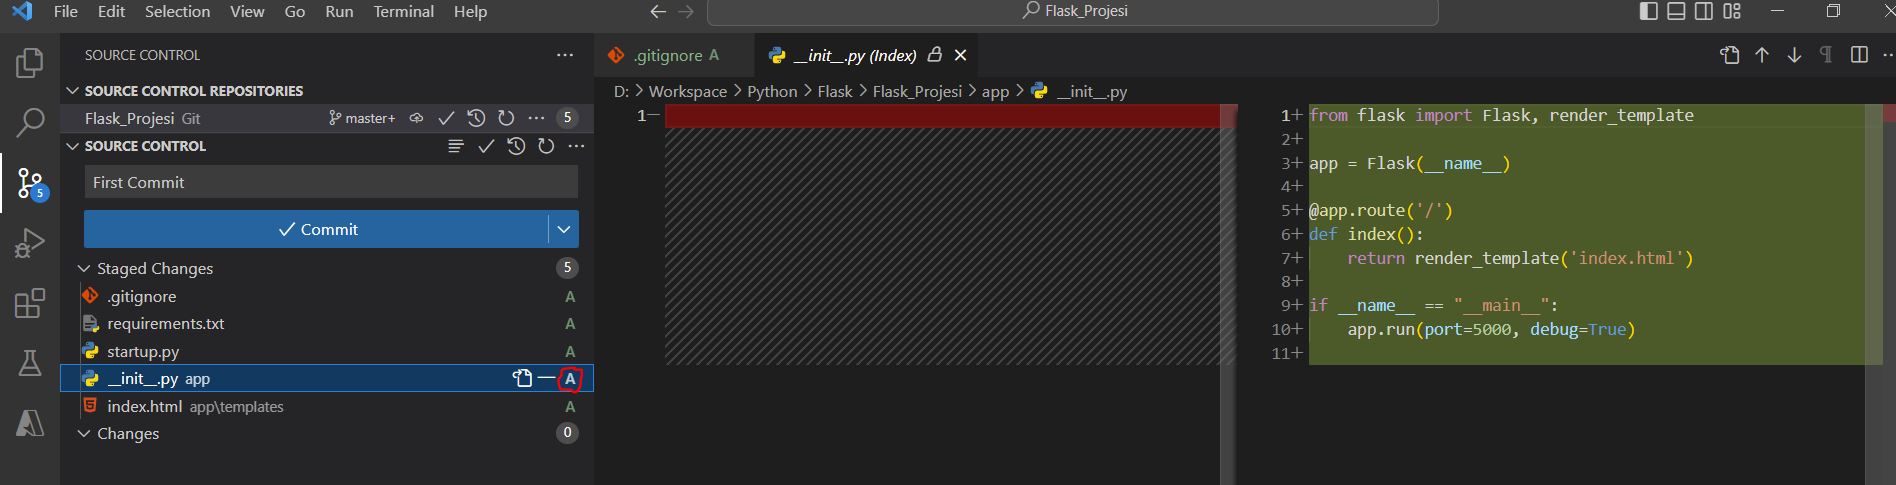 File Edit Selection View Go Run Terminal Help
Flask_Projesi
SOURCE CONTROL
SOURCE CONTROL REPOSITORIES
Flask_Projesi Git master+ 5
SOURCE CONTROL
First Commit
Commit
Staged Changes 5
.gitignore A
requirements.txt A
startup.py A
__init__.py app A
index.html app\templates A
Changes 0
5
.gitignore A
__init__.py (Index)
D: > Workspace > Python > Flask > Flask_Projesi > app > __init__.py
1−
1+ from flask import Flask, render_template
2+
3+ app = Flask(__name__)
4+
5+ @app.route('/')
6+ def index():
7+ return render_template('index.html')
8+
9+ if __name__ == "__main__":
10+ app.run(port=5000, debug=True)
11+